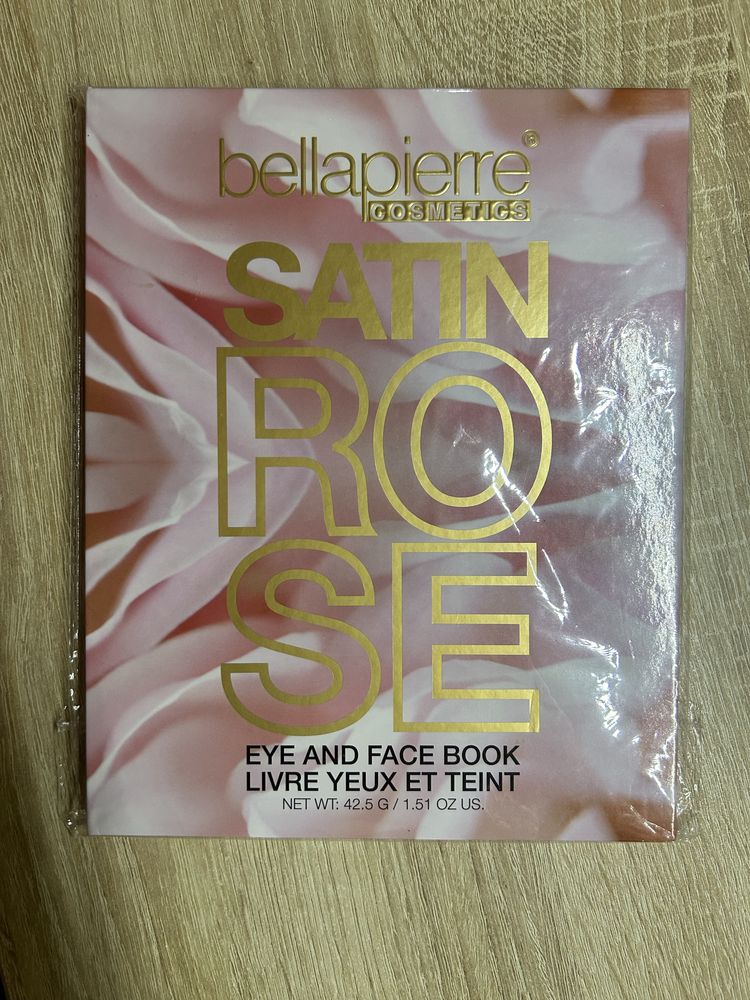 bellapierre®
COSMETICS
SATIN
RO
SE
EYE AND FACE BOOK
LIVRE YEUX ET TEINT
NET WT: 42.5 G / 1.51 OZ US.